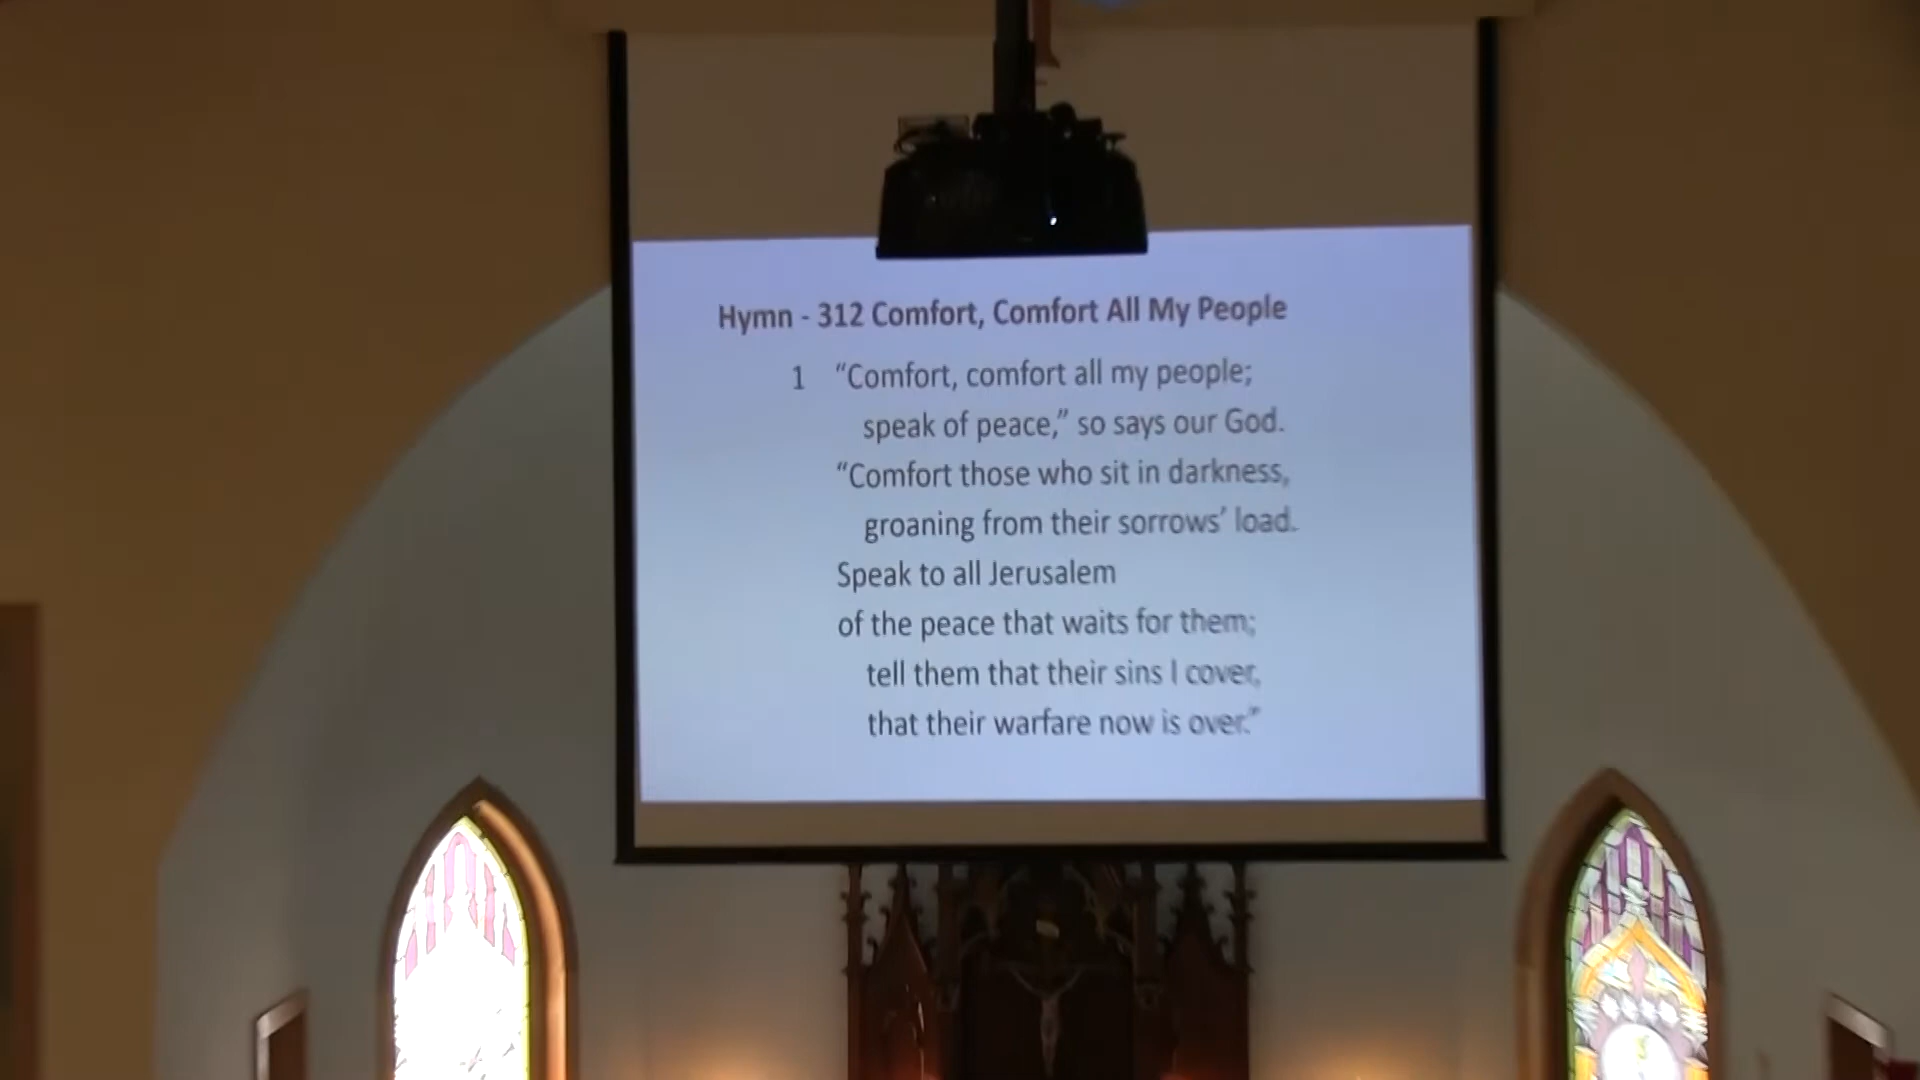 Hymn - 312 Comfort, Comfort All My People
1 “Comfort, comfort all my people;
speak of peace,” so says our God.
“Comfort those who sit in darkness,
groaning from their sorrows’ load.
Speak to all Jerusalem
of the peace that waits for them;
tell them that their sins I cover,
that their warfare now is over.”